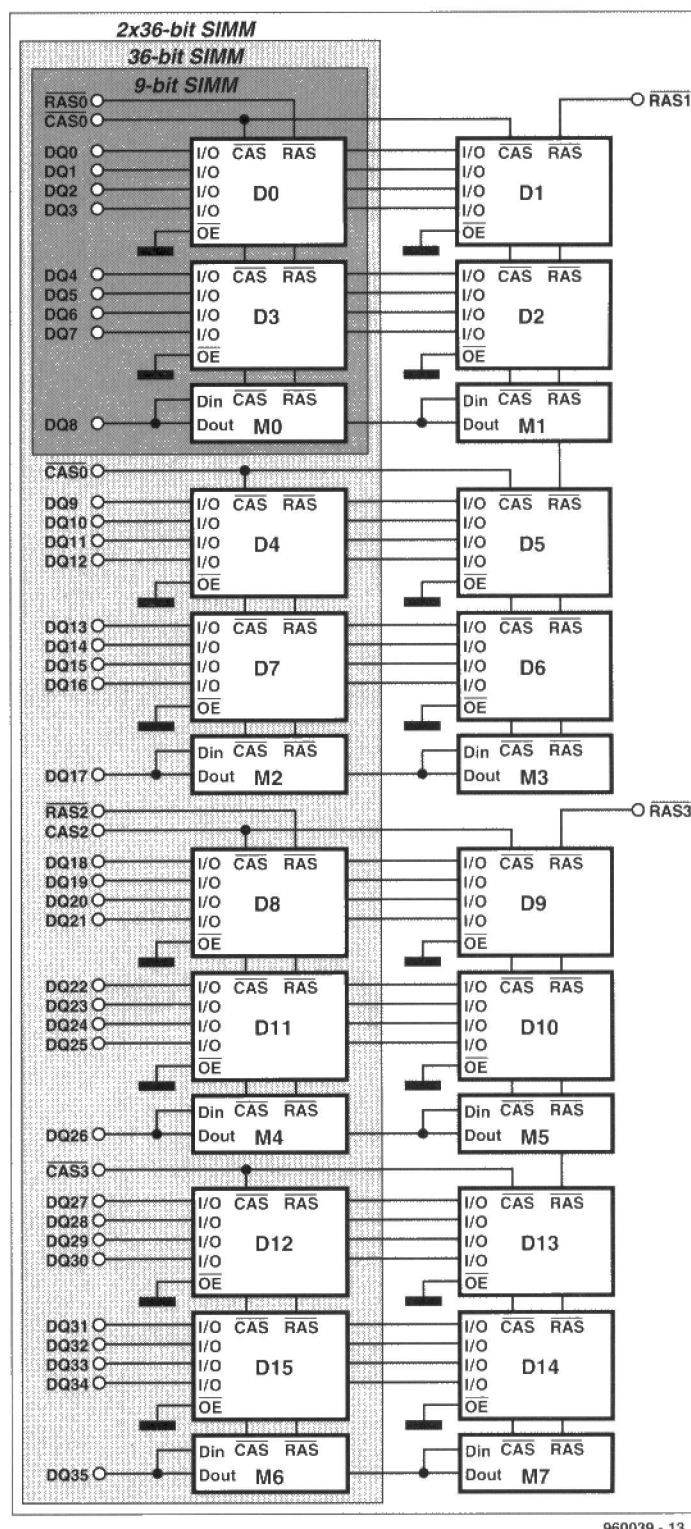 2x36-bit SIMM
36-bit SIMM
9-bit SIMM
RAS0 RAS1
CAS0
DQ0 I/O CAS RAS I/O CAS RAS
DQ1 I/O I/O
DQ2 I/O D0 I/O D1
DQ3 I/O I/O
OE OE
DQ4 I/O CAS RAS I/O CAS RAS
DQ5 I/O I/O
DQ6 I/O D3 I/O D2
DQ7 I/O I/O
OE OE
Din CAS RAS Din CAS RAS
DQ8 Dout M0 Dout M1
CAS0
DQ9 I/O CAS RAS I/O CAS RAS
DQ10 I/O I/O
DQ11 I/O D4 I/O D5
DQ12 I/O I/O
OE OE
DQ13 I/O CAS RAS I/O CAS RAS
DQ14 I/O I/O
DQ15 I/O D7 I/O D6
DQ16 I/O I/O
OE OE
Din CAS RAS Din CAS RAS
DQ17 Dout M2 Dout M3
RAS2 RAS3
CAS2
DQ18 I/O CAS RAS I/O CAS RAS
DQ19 I/O I/O
DQ20 I/O D8 I/O D9
DQ21 I/O I/O
OE OE
DQ22 I/O CAS RAS I/O CAS RAS
DQ23 I/O I/O
DQ24 I/O D11 I/O D10
DQ25 I/O I/O
OE OE
Din CAS RAS Din CAS RAS
DQ26 Dout M4 Dout M5
CAS3
DQ27 I/O CAS RAS I/O CAS RAS
DQ28 I/O I/O
DQ29 I/O D12 I/O D13
DQ30 I/O I/O
OE OE
DQ31 I/O CAS RAS I/O CAS RAS
DQ32 I/O I/O
DQ33 I/O D15 I/O D14
DQ34 I/O I/O
OE OE
Din CAS RAS Din CAS RAS
DQ35 Dout M6 Dout M7
960039 - 13